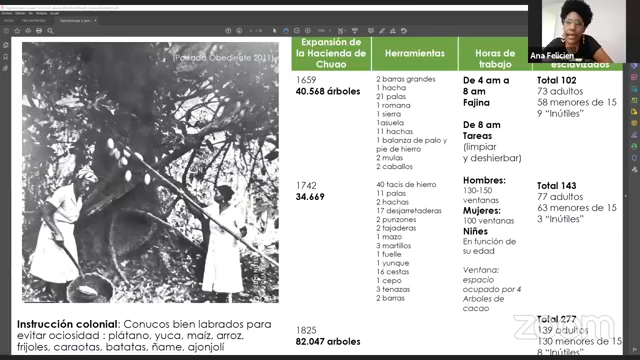 Ana Felicien
(Parrado Obediente 2011)
Expansión de la Hacienda de Chuao
Herramientas
Horas de trabajo
esclavizados
1659
40.568 árboles
2 barras grandes
1 hacha
21 palas
1 romana
1 sierra
1asuela
11 hachas
1 balanza de palo y
pie de hierro
2 mulas
2 caballos
De 4 am a
8 am
Fajina
De 8 am
Tareas
(limpiar
y deshierbar)
Total 102
73 adultos
58 menores de 15
9 “Inútiles”
1742
34.669
40 tacis de hierro
11 palas
2 hachas
17 desjarretaderas
2 punzones
2 tajaderas
1 mazo
3 martillos
1 fuelle
1 yunque
16 cestas
1 cepo
3 tenazas
2 barras
Hombres:
130-150
ventanas
Mujeres:
100 ventanas
Niñes
En función de
su edad
Ventana:
espacio
ocupado por 4
Arboles de
cacao
Total 143
77 adultos
63 menores de 15
3 “Inútiles”
1825
82.047 arboles
Total 277
139 adultos
130 menores de 15
8 “Inútiles”
zoom
Instrucción colonial: Conucos bien labrados para
evitar ociosidad : plátano, yuca, maíz, arroz,
frijoles, caraotas, batatas, ñame, ajonjolí